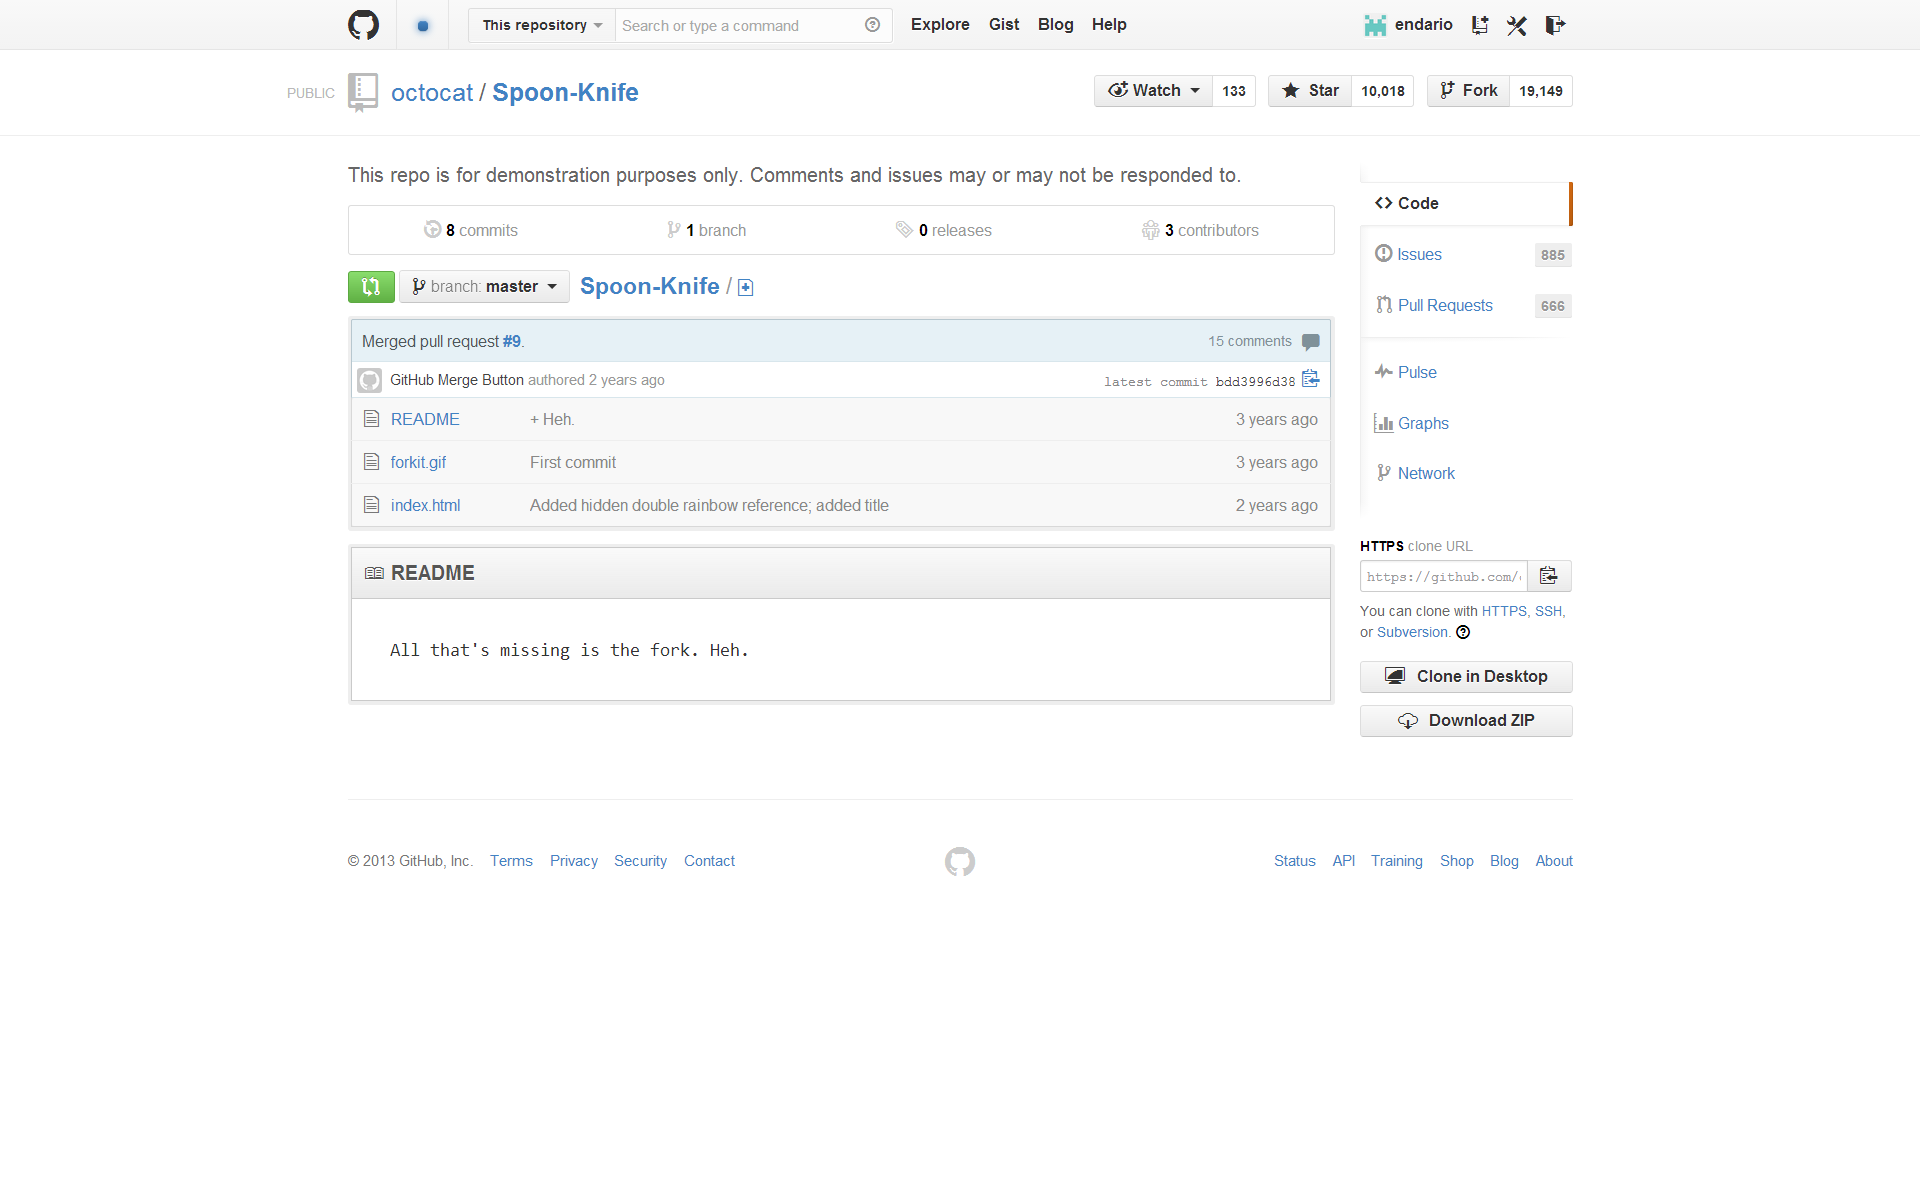 This repository Search or type a command Explore Gist Blog Help endario
PUBLIC octocat / Spoon-Knife Watch 133 Star 10,018 Fork 19,149
This repo is for demonstration purposes only. Comments and issues may or may not be responded to.
8 commits 1 branch 0 releases 3 contributors
branch: master Spoon-Knife /
Merged pull request #9. 15 comments
GitHub Merge Button authored 2 years ago latest commit bdd3996d38
README + Heh. 3 years ago
forkit.gif First commit 3 years ago
index.html Added hidden double rainbow reference; added title 2 years ago
README
All that's missing is the fork. Heh.
Code
Issues 885
Pull Requests 666
Pulse
Graphs
Network
HTTPS clone URL
https://github.com/
You can clone with HTTPS, SSH,
or Subversion.
Clone in Desktop
Download ZIP
© 2013 GitHub, Inc. Terms Privacy Security Contact Status API Training Shop Blog About